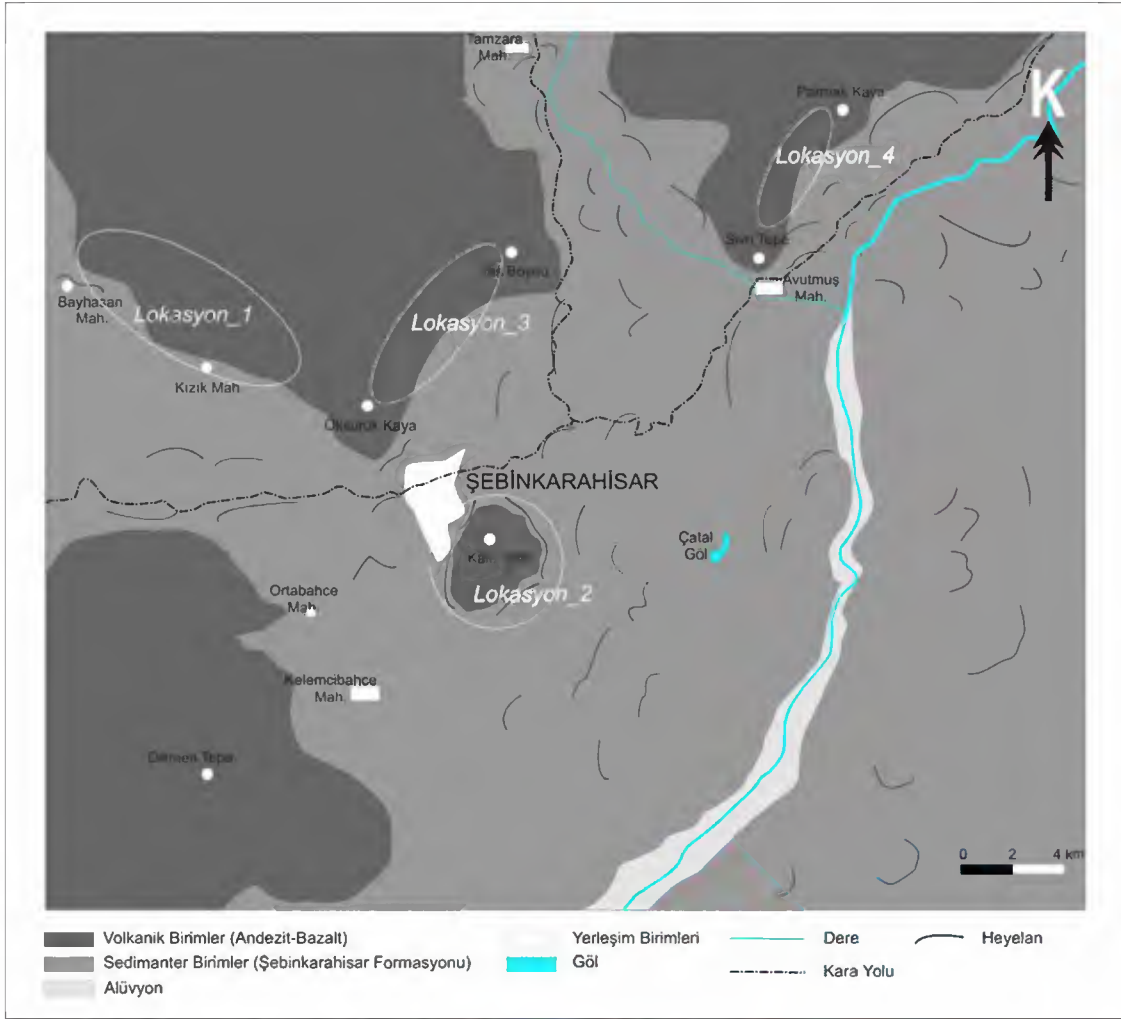 Tamzara
Mah.
K
Parmak Kaya
Lokasyon_4
Sivri Tepe
Avutmuş
Mah.
Bayhasan
Mah.
Lokasyon_1
Lokasyon_3
Kızık Mah
Öksürük Kaya
ŞEBİNKARAHİSAR
Çatal
Göl
Lokasyon_2
Ortabahce
Mah.
Kelemcibahce
Mah.
Tepe
0 2 4 km
Volkanik Birimler (Andezit-Bazalt)
Sedimanter Birimler (Şebinkarahisar Formasyonu)
Alüvyon
Yerleşim Birimleri
Göl
Dere
Kara Yolu
Heyelan